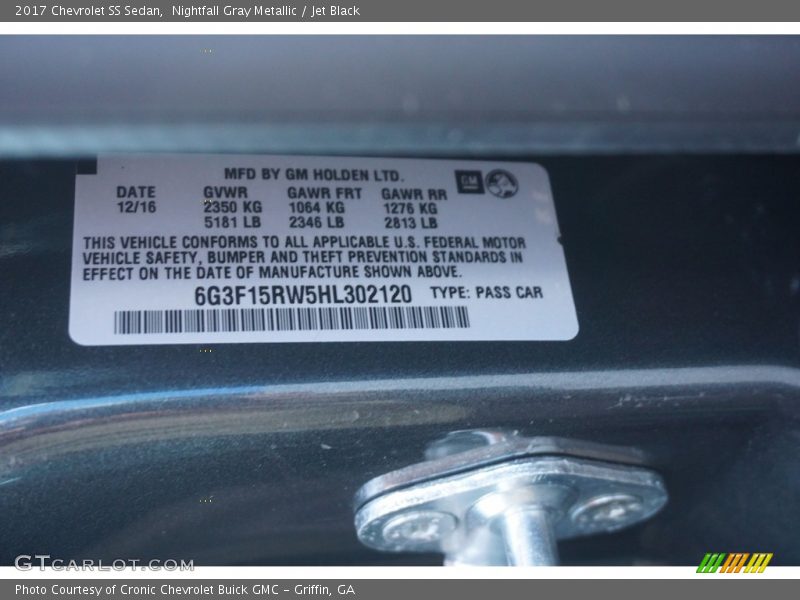 2017 Chevrolet SS Sedan, Nightfall Gray Metallic / Jet Black
MFD BY GM HOLDEN LTD.
GM
DATE GVWR GAWR FRT GAWR RR
12/16 2350 KG 1064 KG 1276 KG
5181 LB 2346 LB 2813 LB
THIS VEHICLE CONFORMS TO ALL APPLICABLE U.S. FEDERAL MOTOR
VEHICLE SAFETY, BUMPER AND THEFT PREVENTION STANDARDS IN
EFFECT ON THE DATE OF MANUFACTURE SHOWN ABOVE.
6G3F15RW5HL302120 TYPE: PASS CAR
GTCARLOT.COM
Photo Courtesy of Cronic Chevrolet Buick GMC - Griffin, GA